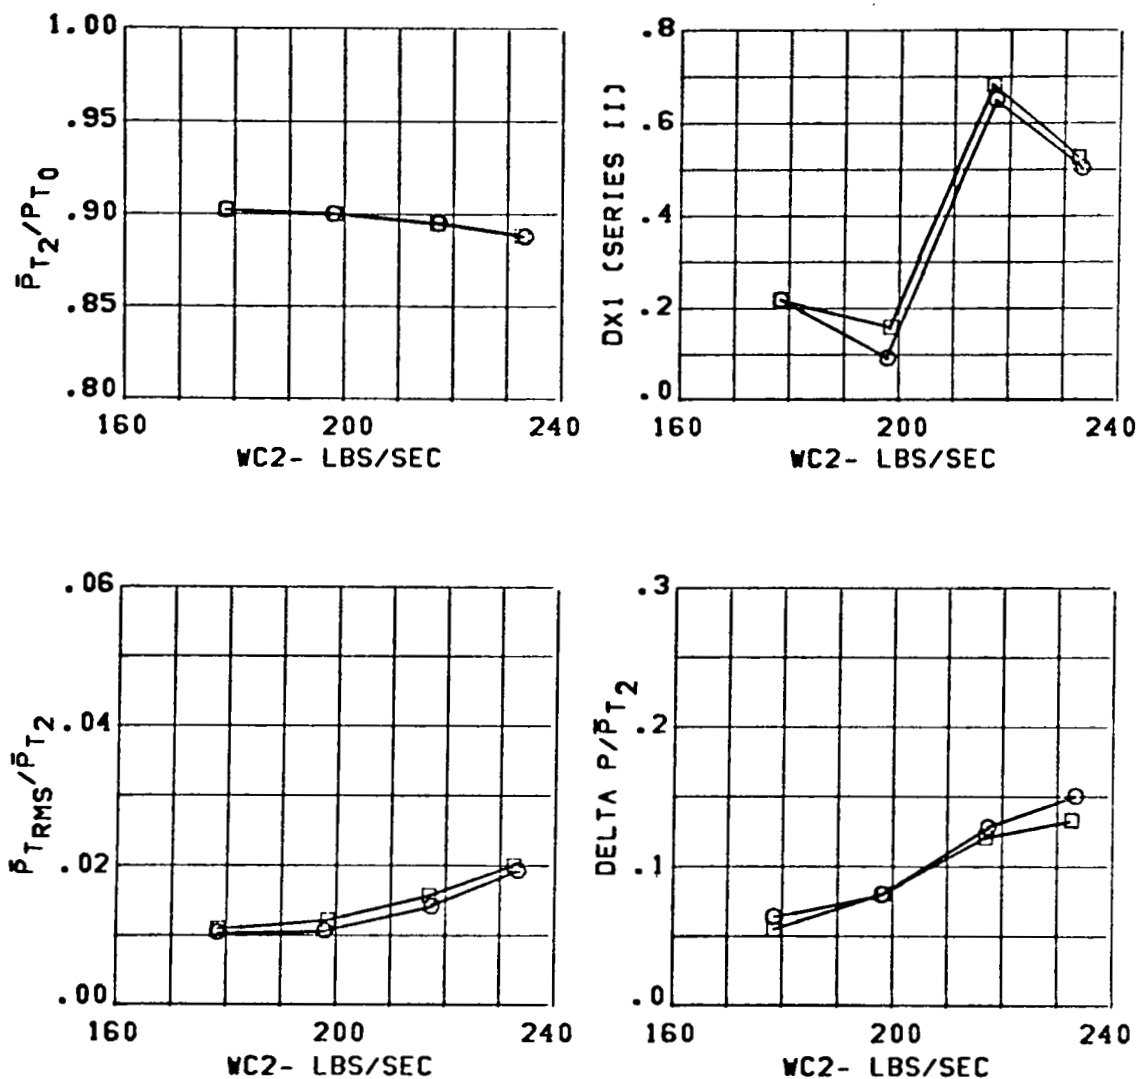 1.00
.95
.90
.85
.80
P̄T2/PT0
160 200 240
WC2- LBS/SEC
.8
.6
.4
.2
.0
DX1 (SERIES II)
160 200 240
WC2- LBS/SEC
.06
.04
.02
.00
P̄TRMS/P̄T2
160 200 240
WC2- LBS/SEC
.3
.2
.1
.0
DELTA P/P̄T2
160 200 240
WC2- LBS/SEC